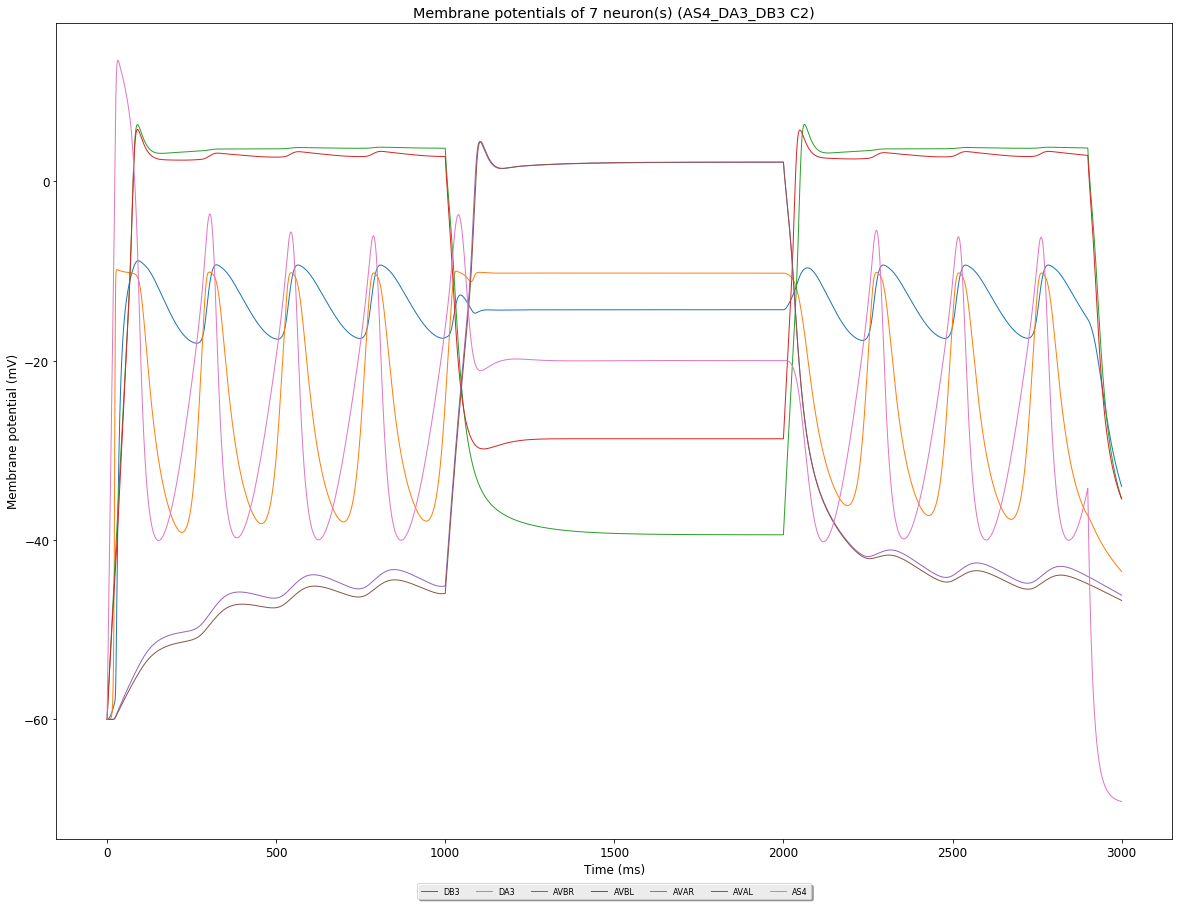 Membrane potentials of 7 neuron(s) (AS4_DA3_DB3 C2)
Membrane potential (mV)
0
−20
−40
−60
0 500 1000 1500 2000 2500 3000
Time (ms)
DB3 DA3 AVBR AVBL AVAR AVAL AS4